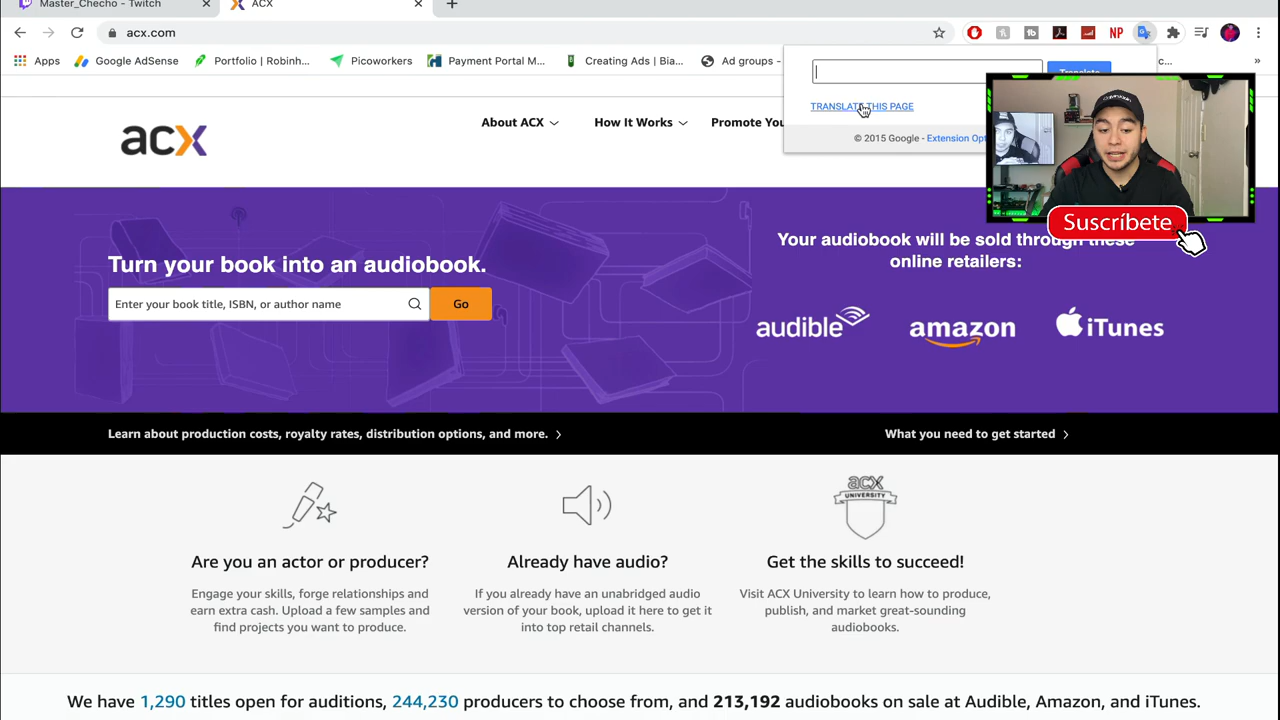 Master_Checho - Twitch
ACX
acx.com
Apps
Google AdSense
Portfolio | Robinh...
Picoworkers
Payment Portal M...
Creating Ads | Bia...
Ad groups -
c...
»
NP
Translate
TRANSLATE THIS PAGE
© 2015 Google - Extension Opt
acx
About ACX
How It Works
Promote You
Suscríbete
Turn your book into an audiobook.
Enter your book title, ISBN, or author name
Go
Your audiobook will be sold through these
online retailers:
audible
amazon
iTunes
Learn about production costs, royalty rates, distribution options, and more.
What you need to get started
acx
UNIVERSITY
Are you an actor or producer?
Engage your skills, forge relationships and
earn extra cash. Upload a few samples and
find projects you want to produce.
Already have audio?
If you already have an unabridged audio
version of your book, upload it here to get it
into top retail channels.
Get the skills to succeed!
Visit ACX University to learn how to produce,
publish, and market great-sounding
audiobooks.
We have 1,290 titles open for auditions, 244,230 producers to choose from, and 213,192 audiobooks on sale at Audible, Amazon, and iTunes.